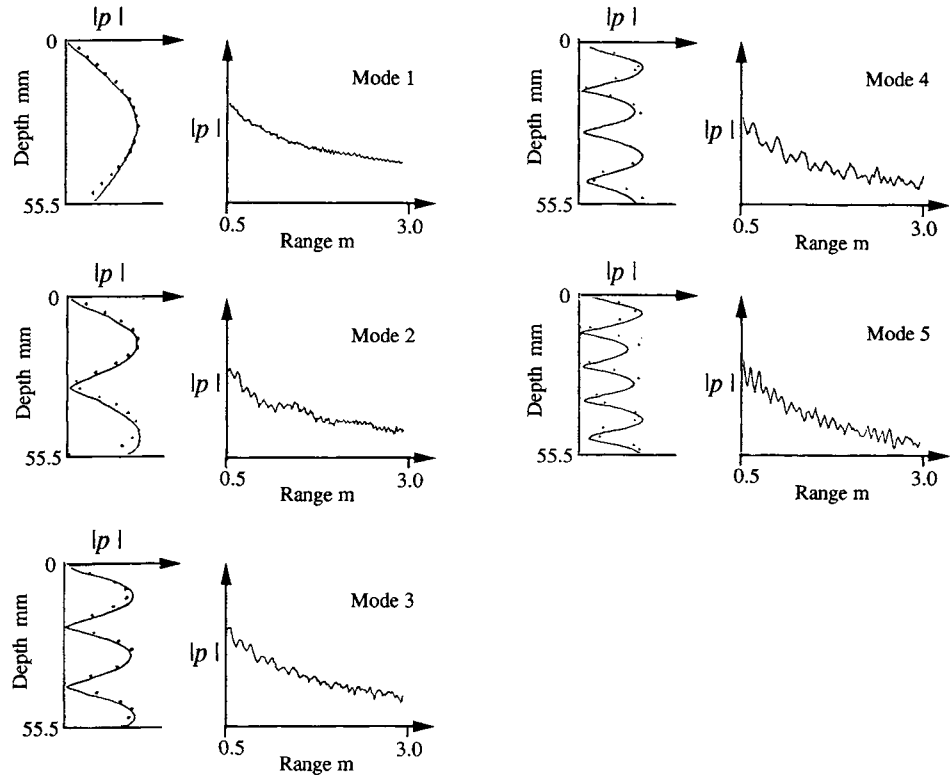 |p|
0
Depth mm
55.5
|p|
Mode 1
0.5
3.0
Range m
|p|
0
Depth mm
55.5
|p|
Mode 2
0.5
3.0
Range m
|p|
0
Depth mm
55.5
|p|
Mode 3
0.5
3.0
Range m
|p|
0
Depth mm
55.5
|p|
Mode 4
0.5
3.0
Range m
|p|
0
Depth mm
55.5
|p|
Mode 5
0.5
3.0
Range m